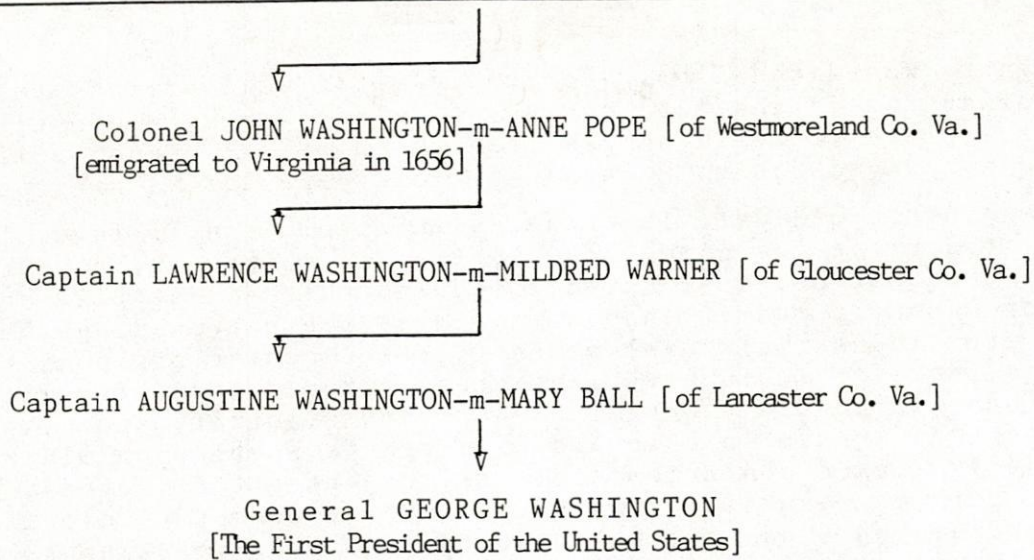 Colonel JOHN WASHINGTON-m-ANNE POPE [of Westmoreland Co. Va.]
[emigrated to Virginia in 1656]
Captain LAWRENCE WASHINGTON-m-MILDRED WARNER [of Gloucester Co. Va.]
Captain AUGUSTINE WASHINGTON-m-MARY BALL [of Lancaster Co. Va.]
General GEORGE WASHINGTON
[The First President of the United States]